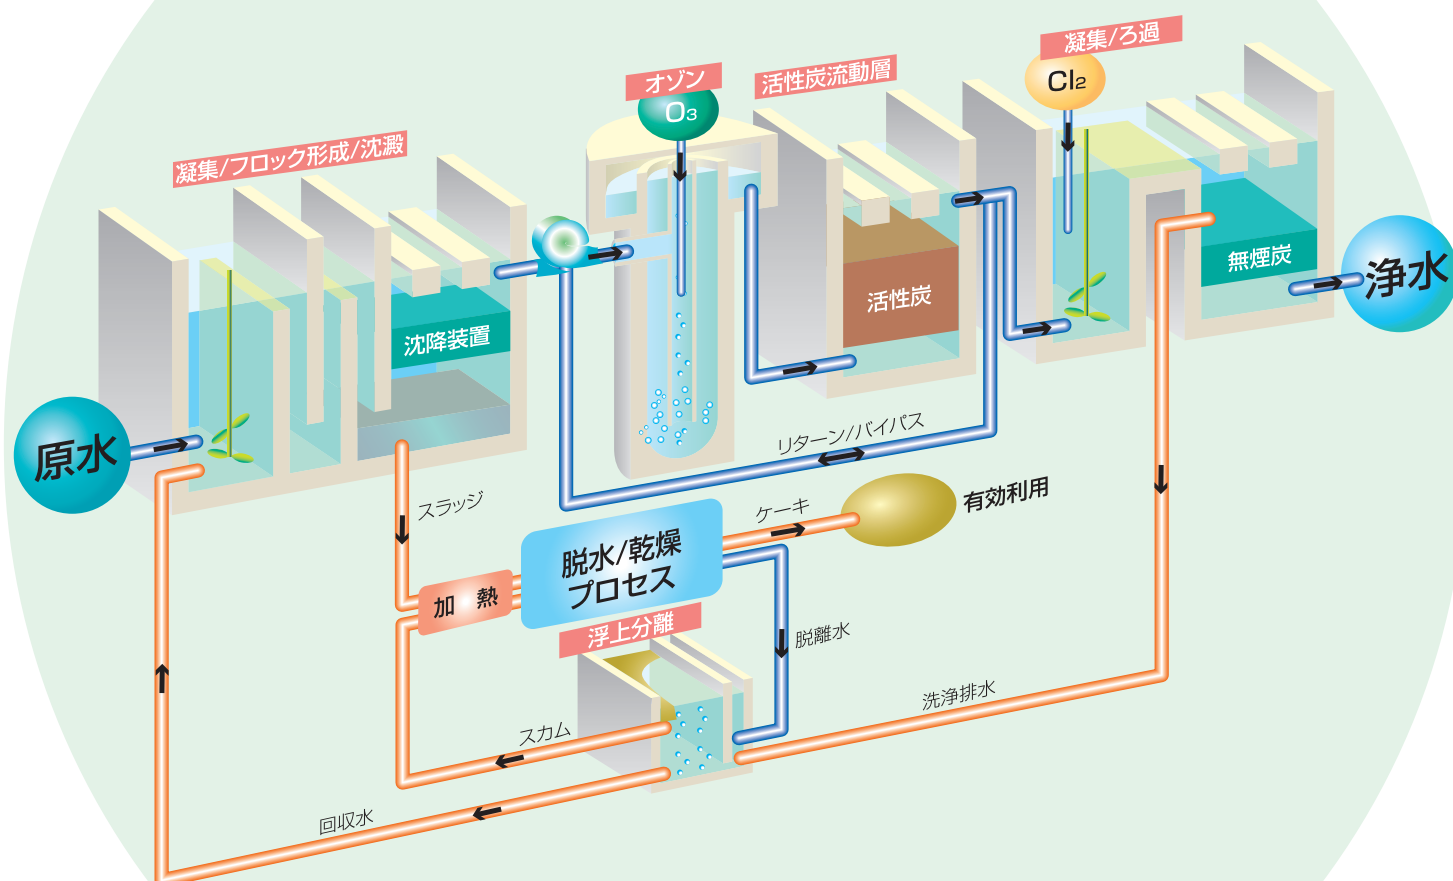 凝集/ろ過
Cl₂
オゾン
O₃
活性炭流動層
凝集/フロック形成/沈澱
浄水
無煙炭
活性炭
沈降装置
原水
リターン/バイパス
スラッジ
ケーキ
有効利用
脱水/乾燥
プロセス
加 熱
浮上分離
脱離水
洗浄排水
スカム
回収水